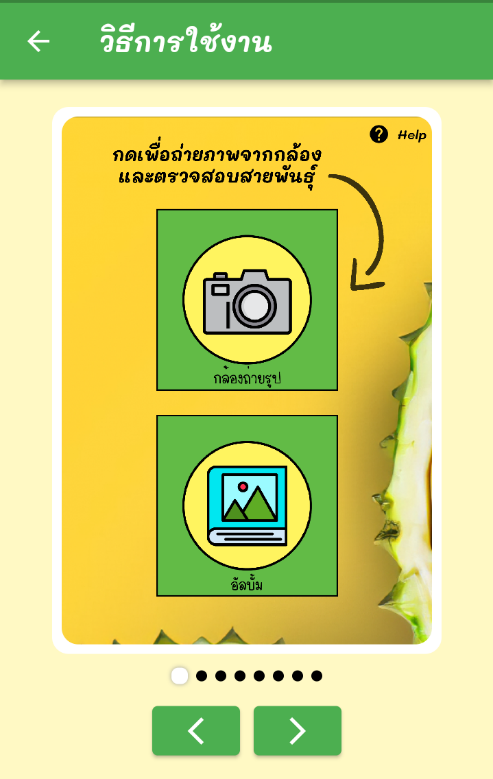 วิธีการใช้งาน
Help
กดเพื่อถ่ายภาพจากกล้อง
และตรวจสอบสายพันธุ์
กล้องถ่ายรูป
อัลบั้ม